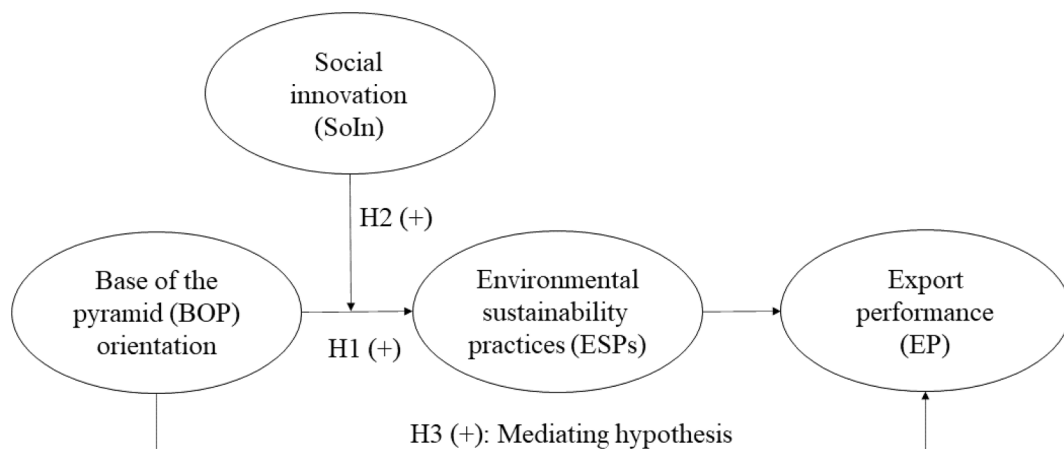 Social
innovation
(SoIn)
H2 (+)
Base of the
pyramid (BOP)
orientation
H1 (+)
Environmental
sustainability
practices (ESPs)
Export
performance
(EP)
H3 (+): Mediating hypothesis